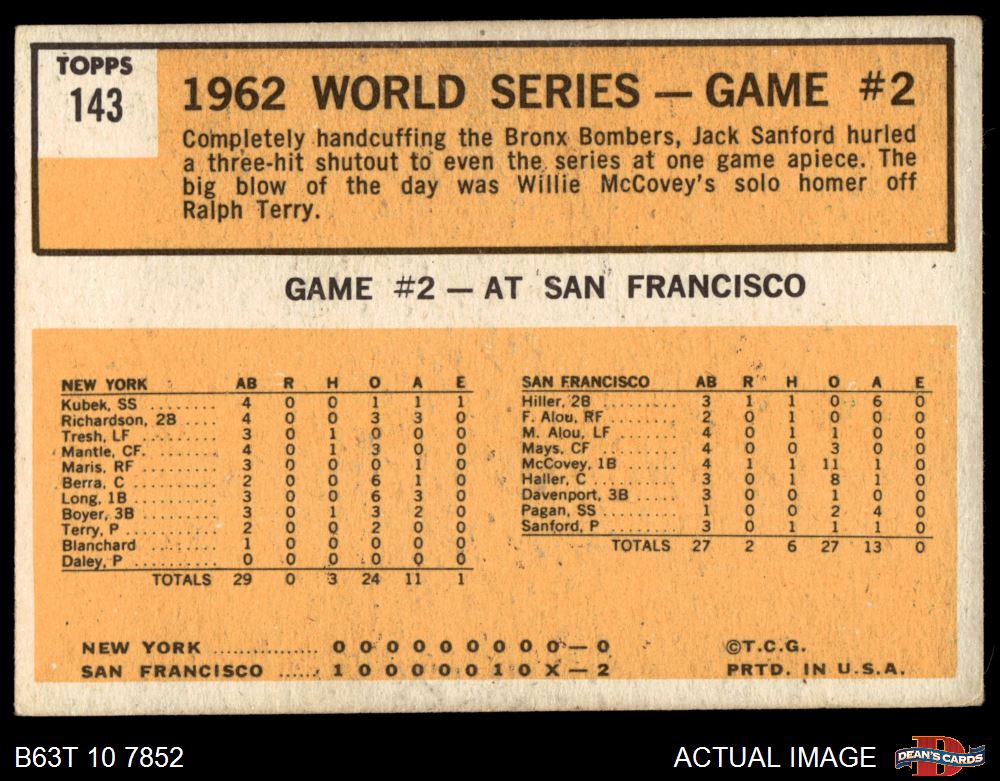 TOPPS
143
1962 WORLD SERIES — GAME #2
Completely handcuffing the Bronx Bombers, Jack Sanford hurled
a three-hit shutout to even the series at one game apiece. The
big blow of the day was Willie McCovey's solo homer off
Ralph Terry.
GAME #2 — AT SAN FRANCISCO
NEW YORK AB R H O A E
Kubek, SS ......... 4 0 0 1 1 1
Richardson, 2B .... 4 0 0 3 3 0
Tresh, LF ......... 3 0 1 0 0 0
Mantle, CF. ....... 4 0 1 3 0 0
Maris, RF ......... 3 0 0 0 1 0
Berra, C .......... 2 0 0 6 1 0
Long, 1B .......... 3 0 0 6 3 0
Boyer, 3B ......... 3 0 1 3 2 0
Terry, P .......... 2 0 0 2 0 0
Blanchard ......... 1 0 0 0 0 0
Daley, P .......... 0 0 0 0 0 0
TOTALS 29 0 3 24 11 1
SAN FRANCISCO AB R H O A E
Hiller, 2B ........ 3 1 1 0 6 0
F. Alou, RF ....... 2 0 1 0 0 0
M. Alou, LF ....... 4 0 1 1 0 0
Mays, CF .......... 4 0 0 3 0 0
McCovey, 1B ....... 4 1 1 11 1 0
Haller, C ......... 3 0 1 8 1 0
Davenport, 3B ..... 3 0 0 1 0 0
Pagan, SS ......... 1 0 0 2 4 0
Sanford, P ........ 3 0 1 1 1 0
TOTALS 27 2 6 27 13 0
NEW YORK ............... 0 0 0 0 0 0 0 0 0 — 0
SAN FRANCISCO ...... 1 0 0 0 0 0 1 0 X — 2
©T.C.G.
PRTD. IN U.S.A.
B63T 10 7852
ACTUAL IMAGE
D
DEAN'S CARDS